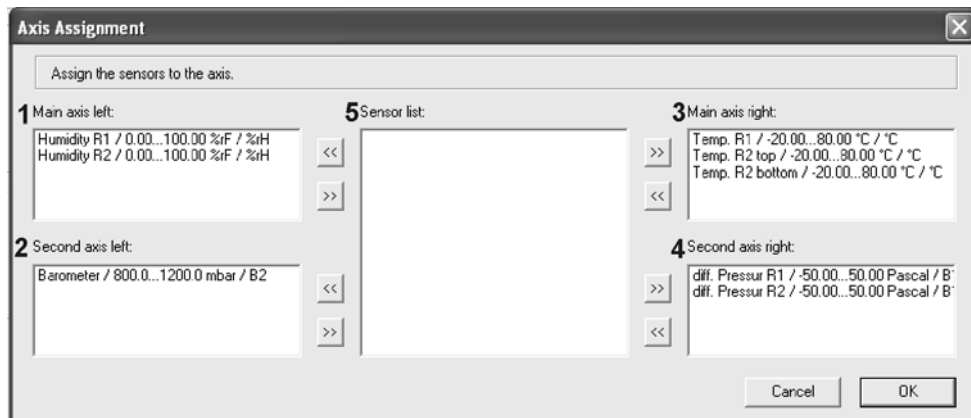 Axis Assignment
Assign the sensors to the axis.
1 Main axis left:
Humidity R1 / 0.00...100.00 %rF / %rH
Humidity R2 / 0.00...100.00 %rF / %rH
<<
>>
2 Second axis left:
Barometer / 800.0...1200.0 mbar / B2
<<
>>
5 Sensor list:
3 Main axis right:
>>
<<
Temp. R1 / -20.00...80.00 °C / °C
Temp. R2 top / -20.00...80.00 °C / °C
Temp. R2 bottom / -20.00...80.00 °C / °C
4 Second axis right:
>>
<<
diff. Pressur R1 / -50.00...50.00 Pascal / B
diff. Pressur R2 / -50.00...50.00 Pascal / B
Cancel
OK